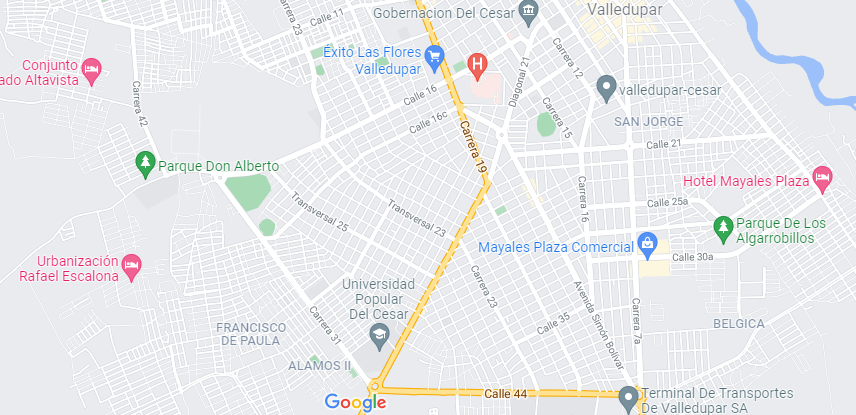 Gobernacion Del Cesar
Valledupar
Calle 11
Éxito Las Flores
Valledupar
Carrera 12
Conjunto
ado Altavista
H
Diagonal 21
Carrera 42
Calle 16
Carrera 15
valledupar-cesar
Calle 16c
SAN JORGE
Carrera 19
Calle 21
Parque Don Alberto
Hotel Mayales Plaza
Transversal 25
Transversal 23
Carrera 16
Calle 25a
Parque De Los
Algarrobillos
Mayales Plaza Comercial
Calle 30a
Urbanización
Rafael Escalona
Universidad
Popular
Del Cesar
Carrera 23
Avenida Simón Bolívar
Carrera 7a
Carrera 31
Calle 35
BELGICA
FRANCISCO
DE PAULA
ALAMOS II
Google
Calle 44
Terminal De Transportes
De Valledupar SA